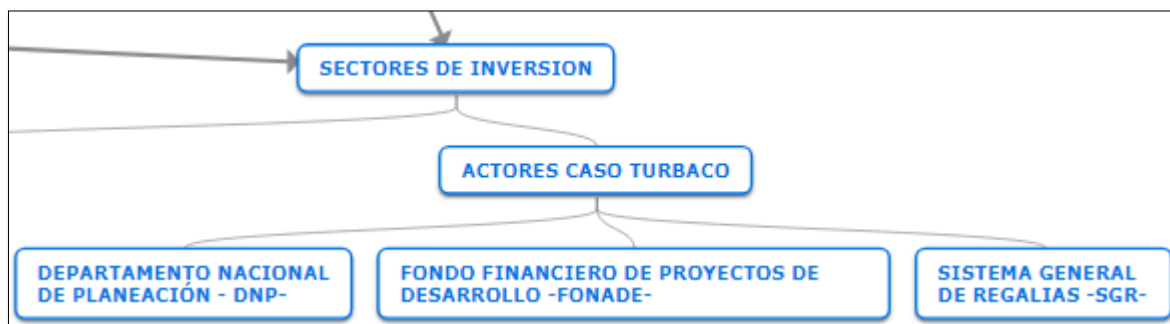 SECTORES DE INVERSION
ACTORES CASO TURBACO
DEPARTAMENTO NACIONAL
DE PLANEACIÓN - DNP-
FONDO FINANCIERO DE PROYECTOS DE
DESARROLLO -FONADE-
SISTEMA GENERAL
DE REGALIAS -SGR-